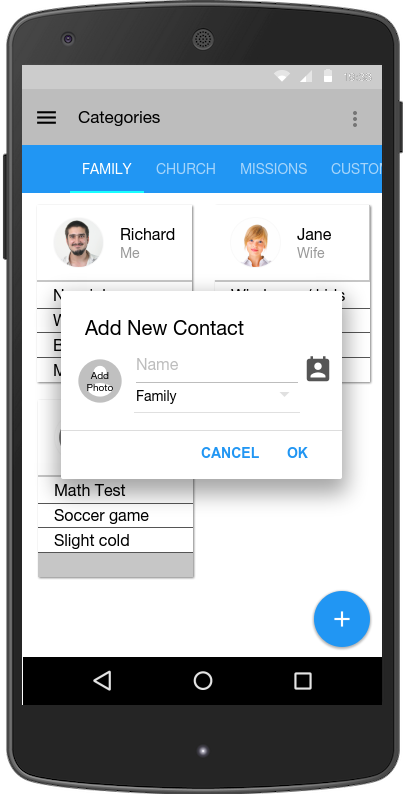 Categories
FAMILY CHURCH MISSIONS CUSTOM
Richard
Me
Jane
Wife
Add New Contact
Add
Photo
Name
Family
CANCEL OK
Math Test
Soccer game
Slight cold